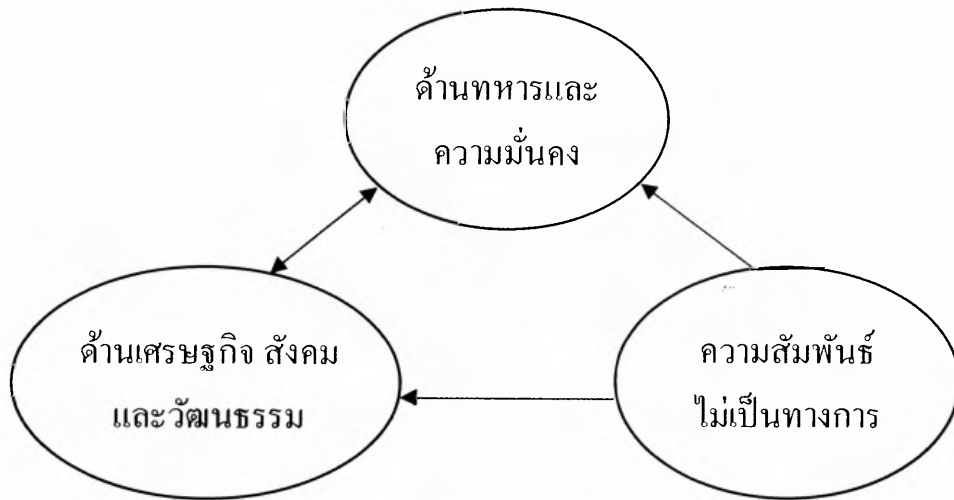 ด้านทหารและ
ความมั่นคง
ด้านเศรษฐกิจ สังคม
และวัฒนธรรม
ความสัมพันธ์
ไม่เป็นทางการ